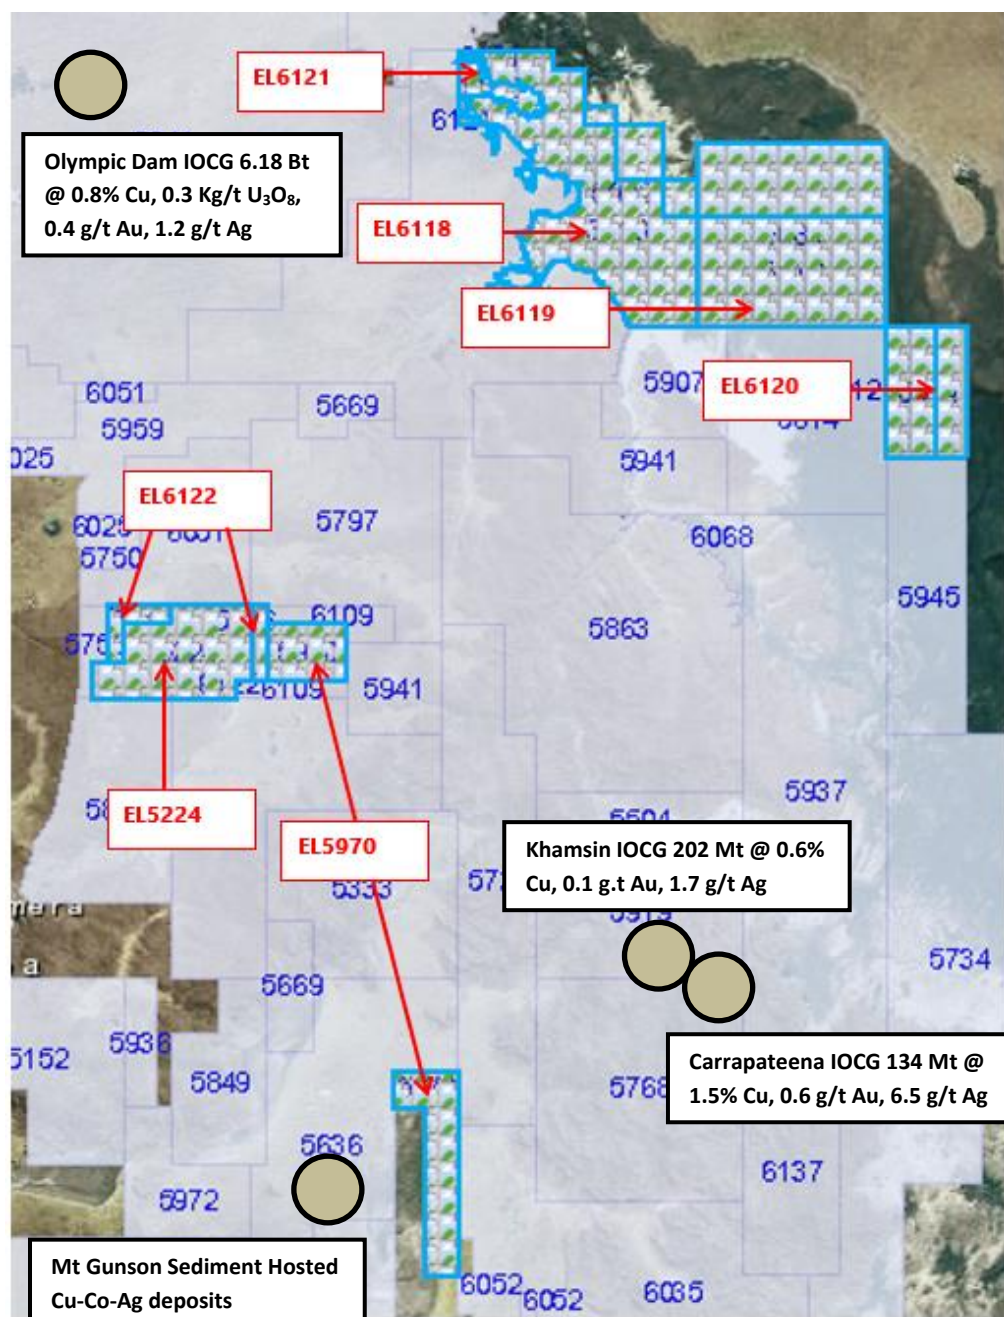 EL6121
Olympic Dam IOCG 6.18 Bt
@ 0.8% Cu, 0.3 Kg/t U₃O₈,
0.4 g/t Au, 1.2 g/t Ag
EL6118
EL6119
5907
EL6120
6051
5669
5959
025
5941
EL6122
5797
6068
5750
5945
6109
5863
6109
5941
5937
EL5224
EL5970
Khamsin IOCG 202 Mt @ 0.6%
Cu, 0.1 g.t Au, 1.7 g/t Ag
5333
mera
a
5734
5669
5936
5152
5849
Carrapateena IOCG 134 Mt @
1.5% Cu, 0.6 g/t Au, 6.5 g/t Ag
5768
5636
6137
5972
Mt Gunson Sediment Hosted
Cu-Co-Ag deposits
6052
6052
6035